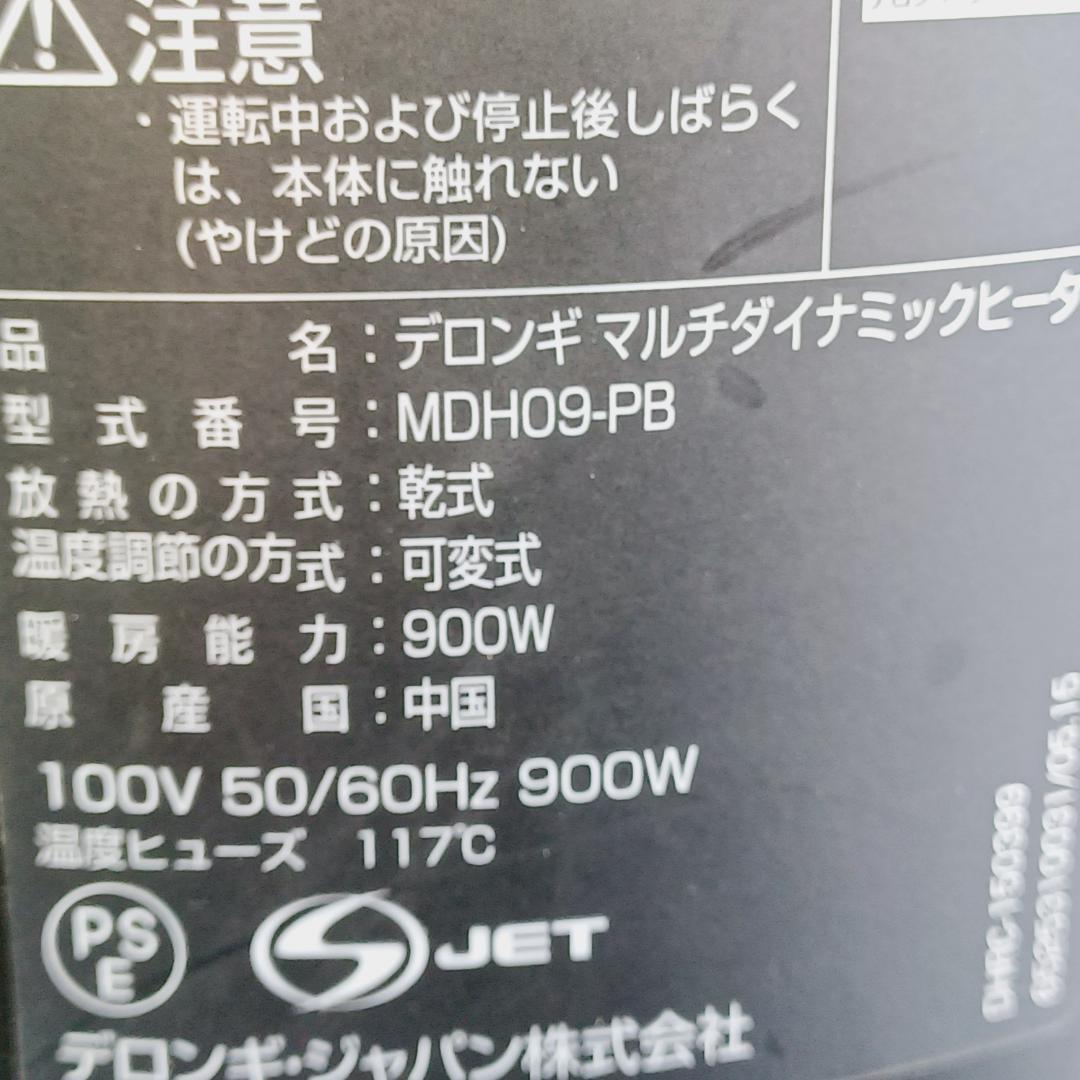 注意
・運転中および停止後しばらく
は、本体に触れない
(やけどの原因)
品名：デロンギ マルチダイナミックヒータ
型式番号：MDH09-PB
放熱の方式：乾式
温度調節の方式：可変式
暖房能力：900W
原産国：中国
100V 50/60Hz 900W
温度ヒューズ 117℃
PSE
S JET
デロンギ・ジャパン株式会社
DHRC-150399
0525310031/05.15